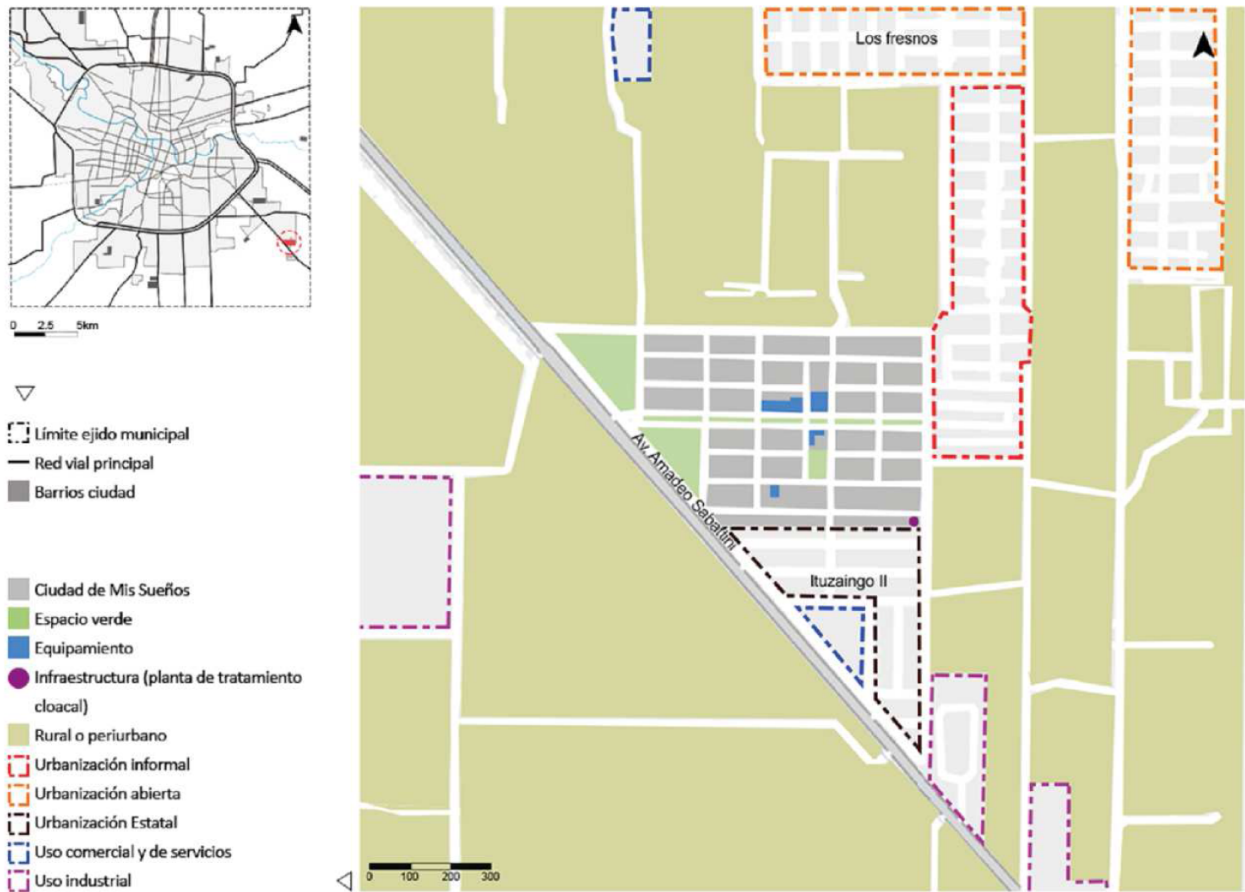 0 2.5 5km
Límite ejido municipal
Red vial principal
Barrios ciudad
Ciudad de Mis Sueños
Espacio verde
Equipamiento
Infraestructura (planta de tratamiento
cloacal)
Rural o periurbano
Urbanización informal
Urbanización abierta
Urbanización Estatal
Uso comercial y de servicios
Uso industrial
Los fresnos
Av. Amadeo Sabattini
Ituzaingo II
0 100 200 300